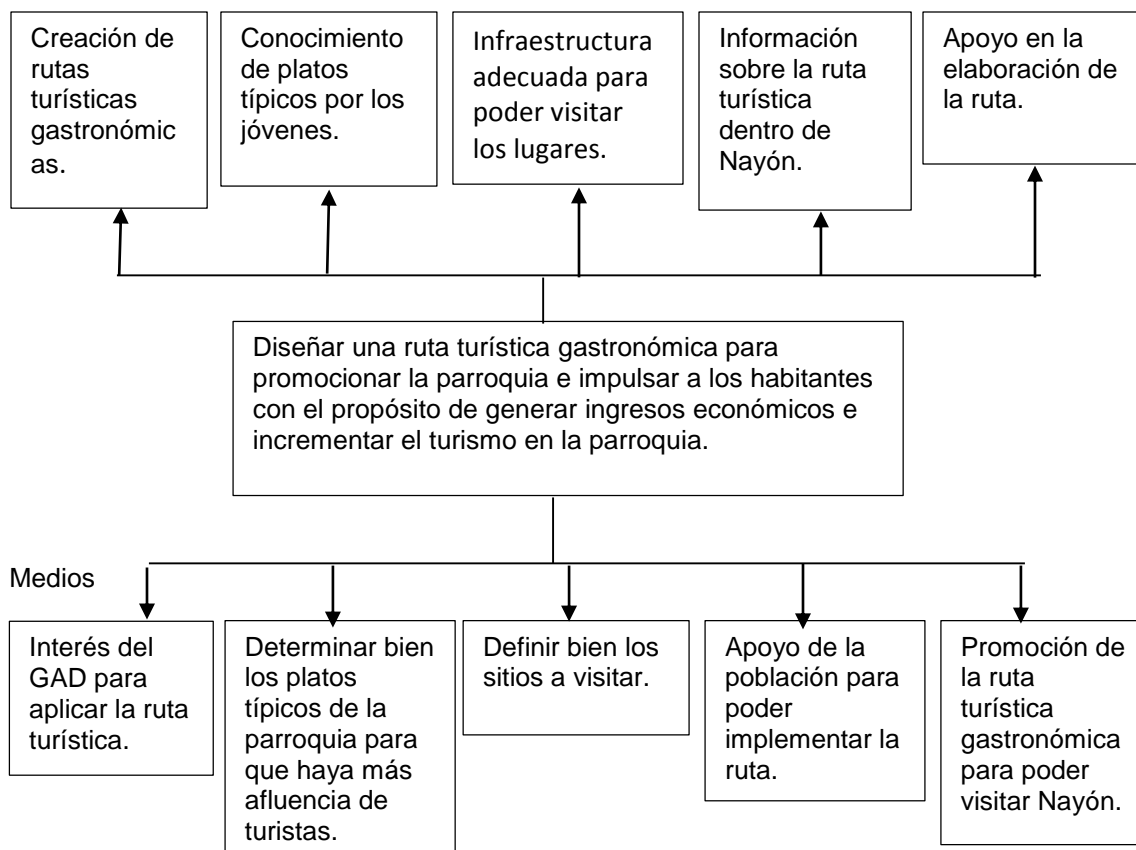 Creación de
rutas
turísticas
gastronómic
as.
Conocimiento
de platos
típicos por los
jóvenes.
Infraestructura
adecuada para
poder visitar
los lugares.
Información
sobre la ruta
turística
dentro de
Nayón.
Apoyo en la
elaboración de
la ruta.
Diseñar una ruta turística gastronómica para
promocionar la parroquia e impulsar a los habitantes
con el propósito de generar ingresos económicos e
incrementar el turismo en la parroquia.
Medios
Interés del
GAD para
aplicar la ruta
turística.
Determinar bien
los platos
típicos de la
parroquia para
que haya más
afluencia de
turistas.
Definir bien los
sitios a visitar.
Apoyo de la
población para
poder
implementar la
ruta.
Promoción de
la ruta
turística
gastronómica
para poder
visitar Nayón.